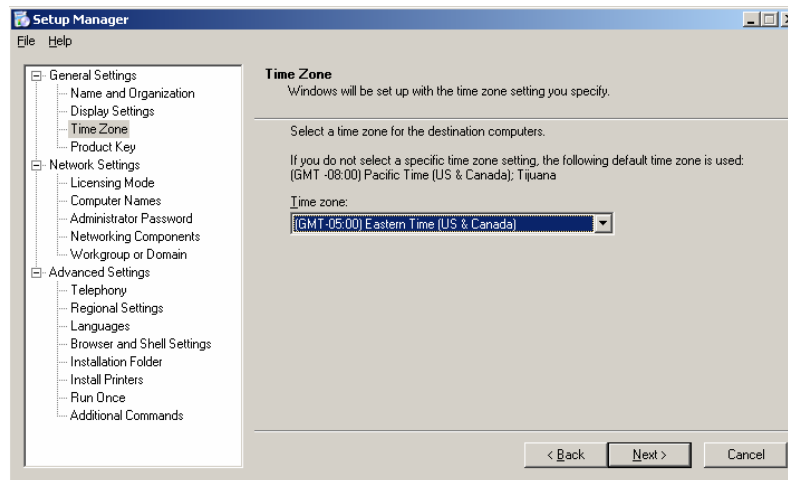 Setup Manager
File Help
General Settings
Name and Organization
Display Settings
Time Zone
Product Key
Network Settings
Licensing Mode
Computer Names
Administrator Password
Networking Components
Workgroup or Domain
Advanced Settings
Telephony
Regional Settings
Languages
Browser and Shell Settings
Installation Folder
Install Printers
Run Once
Additional Commands
Time Zone
Windows will be set up with the time zone setting you specify.
Select a time zone for the destination computers.
If you do not select a specific time zone setting, the following default time zone is used:
(GMT -08:00) Pacific Time (US & Canada); Tijuana
Time zone:
(GMT-05:00) Eastern Time (US & Canada)
< Back Next > Cancel